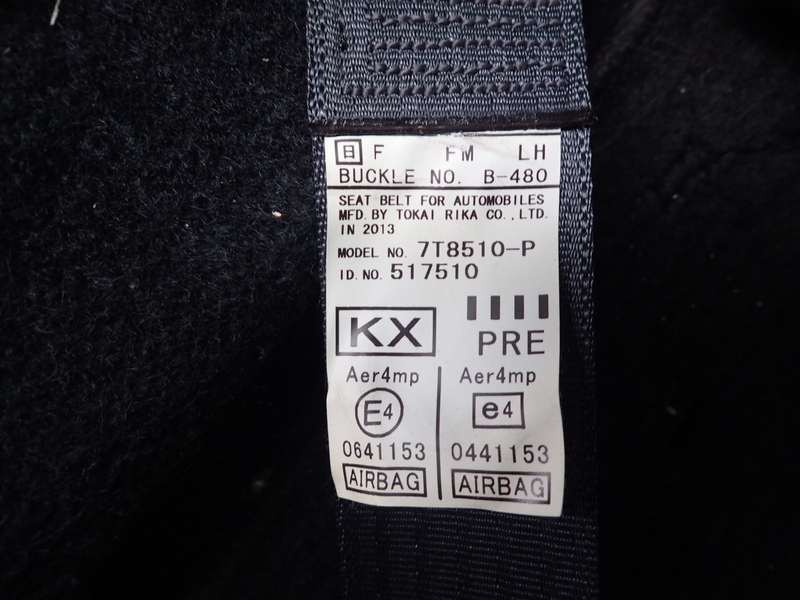 日 F FM LH
BUCKLE NO. B-480
SEAT BELT FOR AUTOMOBILES
MFD. BY TOKAI RIKA CO., LTD.
IN 2013
MODEL NO. 7T8510-P
ID. NO. 517510
KX PRE
Aer4mp Aer4mp
E4 e4
0641153 0441153
AIRBAG AIRBAG